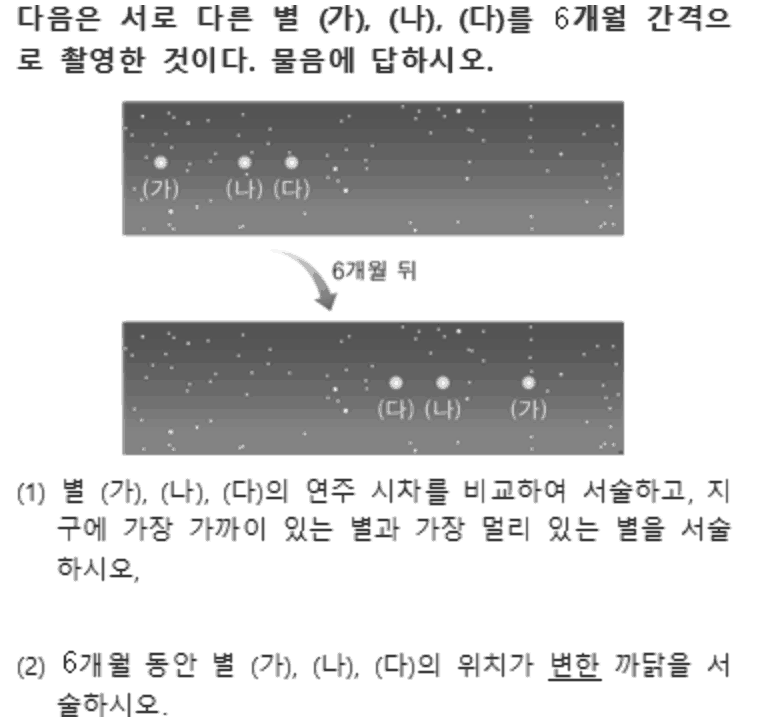 다음은 서로 다른 별 (가), (나), (다)를 6개월 간격으
로 촬영한 것이다. 물음에 답하시오.
(가) (나) (다)
6개월 뒤
(다) (나) (가)
(1) 별 (가), (나), (다)의 연주 시차를 비교하여 서술하고, 지
구에 가장 가까이 있는 별과 가장 멀리 있는 별을 서술
하시오,
(2) 6개월 동안 별 (가), (나), (다)의 위치가 변한 까닭을 서
술하시오.